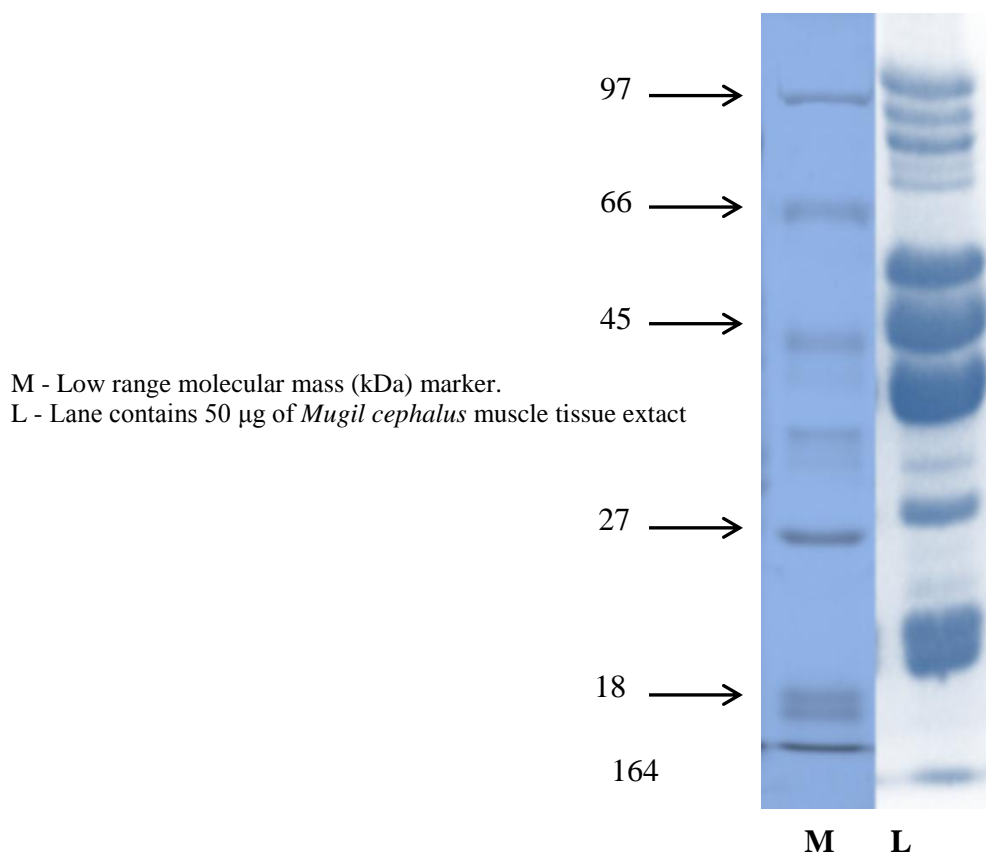 97
66
45
M - Low range molecular mass (kDa) marker.
L - Lane contains 50 µg of Mugil cephalus muscle tissue extact
27
18
164
M L